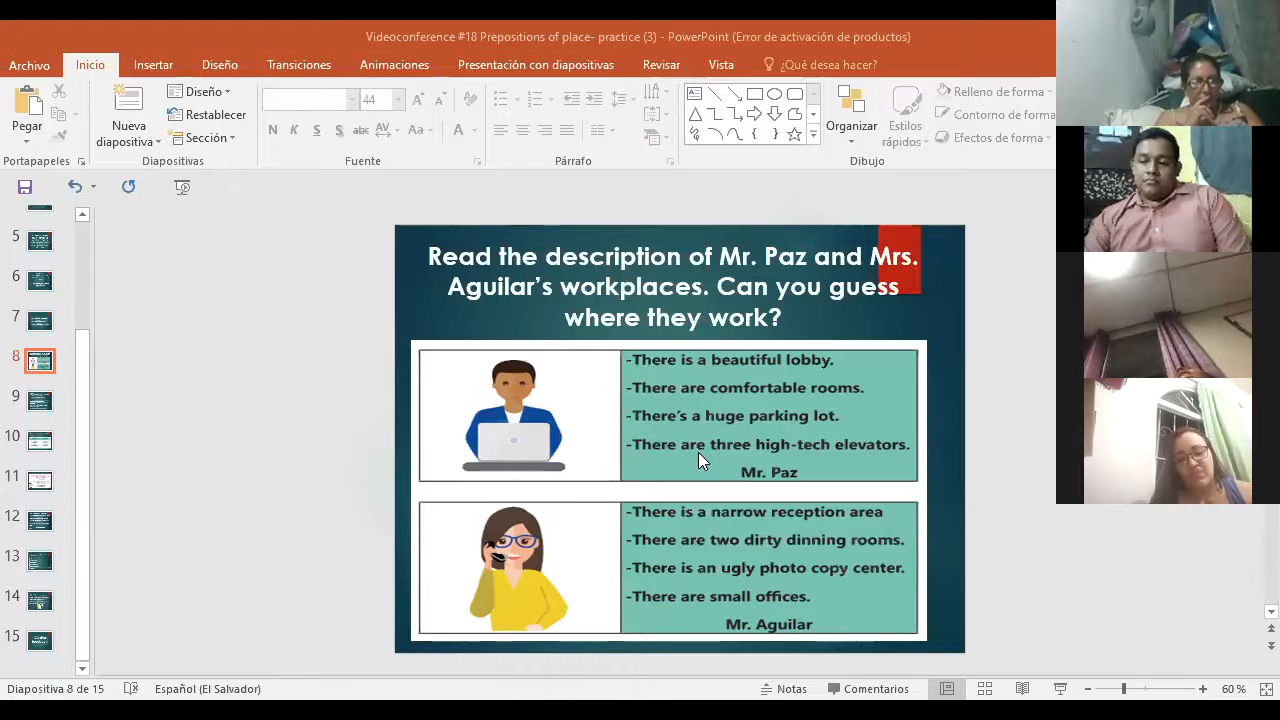 Videoconference #18 Prepositions of place- practice (3) - PowerPoint (Error de activación de productos)
Archivo Inicio Insertar Diseño Transiciones Animaciones Presentación con diapositivas Revisar Vista ¿Qué desea hacer?
Pegar
Nueva diapositiva
Diseño
Restablecer
Sección
44
N K S S abc AV Aa A
Organizar
Estilos rápidos
Relleno de forma
Contorno de forma
Efectos de forma
Portapapeles Diapositivas Fuente Párrafo Dibujo
5
6
7
8
9
10
11
12
13
14
15
Read the description of Mr. Paz and Mrs.
Aguilar's workplaces. Can you guess
where they work?
-There is a beautiful lobby.
-There are comfortable rooms.
-There's a huge parking lot.
-There are three high-tech elevators.
Mr. Paz
-There is a narrow reception area
-There are two dirty dinning rooms.
-There is an ugly photo copy center.
-There are small offices.
Mr. Aguilar
Diapositiva 8 de 15 Español (El Salvador) Notas Comentarios 60 %